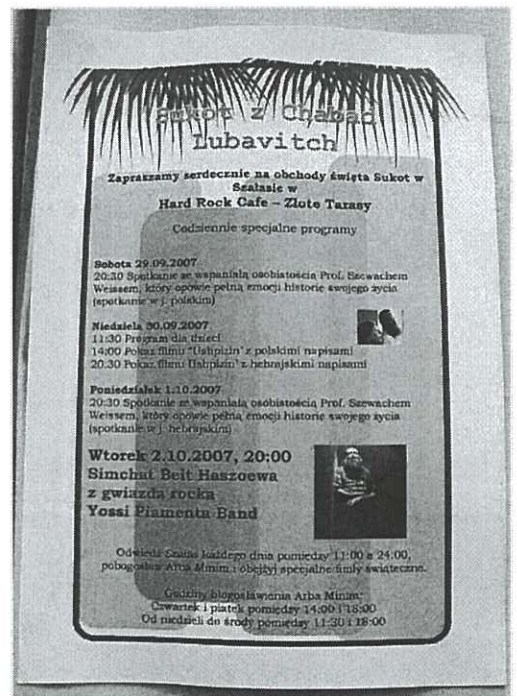 Sukot z Chabad
Lubavitch
Zapraszamy serdecznie na obchody święta Sukot w
Szałasie w
Hard Rock Cafe – Złote Tarasy
Codziennie specjalne programy
Sobota 29.09.2007
20:30 Spotkanie ze wspaniałą osobistością Prof. Szewachem
Weissem, który opowie pełną emocji historie swojego życia
(spotkanie w j. polskim)
Niedziela 30.09.2007
11:30 Program dla dzieci
14:00 Pokaz filmu "Ushpizin" z polskimi napisami
20:30 Pokaz filmu Ushpizin' z hebrajskimi napisami
Poniedziałek 1.10.2007
20:30 Spotkanie ze wspaniałą osobistością Prof. Szewachem
Weissem, który opowie pełną emocji historie swojego życia
(spotkanie w j. hebrajskim)
Wtorek 2.10.2007, 20:00
Simchat Beit Haszoewa
z gwiazdą rocka
Yossi Piamenta Band
Odwiedź Szałas każdego dnia pomiędzy 11:00 a 24:00,
pobłogosław Arba Minim i obejżyj specjalne filmy świąteczne.
Godziny błogosławienia Arba Minim:
Czwartek i piątek pomiędzy 14:00 i 18:00
Od niedzieli do środy pomiędzy 11:30 i 18:00